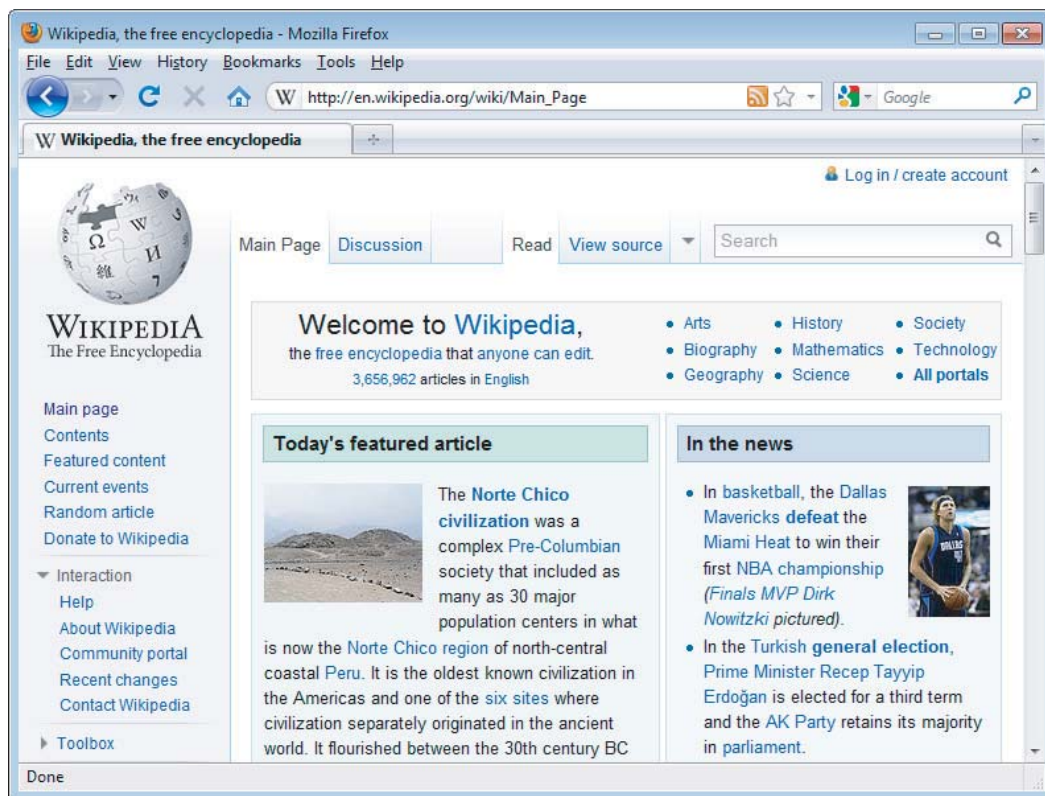 Wikipedia, the free encyclopedia - Mozilla Firefox
File Edit View History Bookmarks Tools Help
W http://en.wikipedia.org/wiki/Main_Page Google
W Wikipedia, the free encyclopedia
Log in / create account
Main Page Discussion Read View source Search
WIKIPEDIA
The Free Encyclopedia
Main page
Contents
Featured content
Current events
Random article
Donate to Wikipedia
Interaction
Help
About Wikipedia
Community portal
Recent changes
Contact Wikipedia
Toolbox
Welcome to Wikipedia,
the free encyclopedia that anyone can edit.
3,656,962 articles in English
• Arts • History • Society
• Biography • Mathematics • Technology
• Geography • Science • All portals
Today's featured article
The Norte Chico
civilization was a
complex Pre-Columbian
society that included as
many as 30 major
population centers in what
is now the Norte Chico region of north-central
coastal Peru. It is the oldest known civilization in
the Americas and one of the six sites where
civilization separately originated in the ancient
world. It flourished between the 30th century BC
In the news
• In basketball, the Dallas
Mavericks defeat the
Miami Heat to win their
first NBA championship
(Finals MVP Dirk
Nowitzki pictured).
• In the Turkish general election,
Prime Minister Recep Tayyip
Erdoğan is elected for a third term
and the AK Party retains its majority
in parliament.
Done